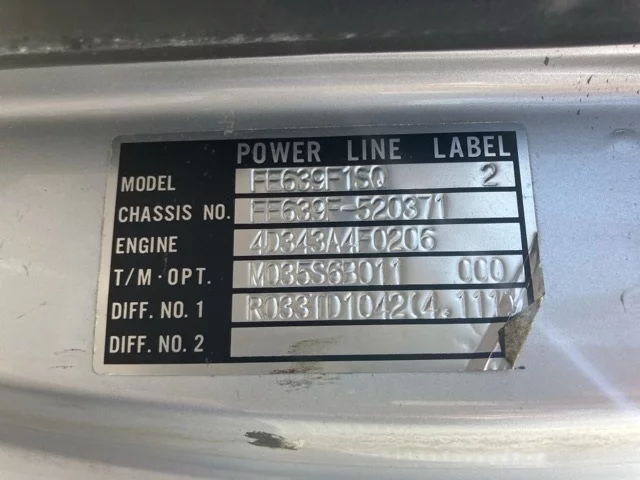 POWER LINE LABEL
MODEL FE639F1SQ 2
CHASSIS NO. FE639F-520371
ENGINE 4D343A4F0206
T/M·OPT. M035S6B011 000
DIFF. NO. 1 R033TD1042(4.111)
DIFF. NO. 2